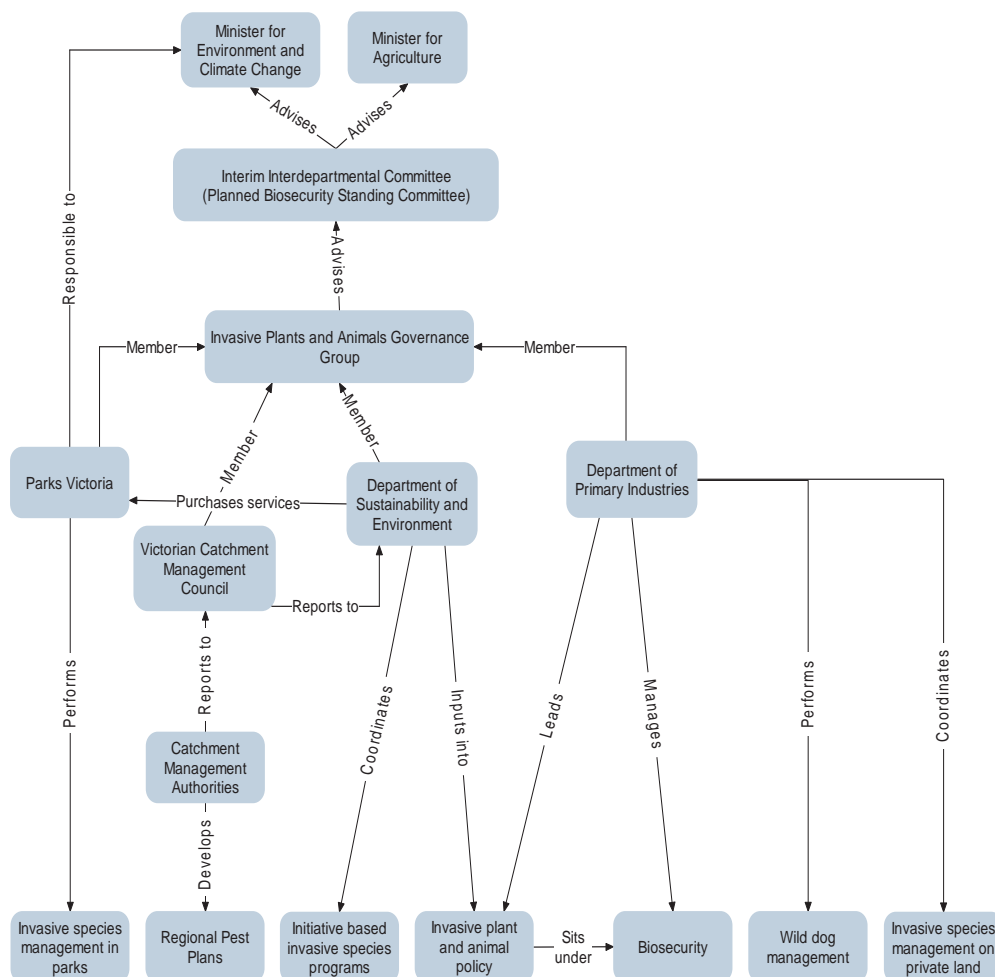 Minister for
Environment and
Climate Change
Minister for
Agriculture
Advises
Advises
Interim Interdepartmental Committee
(Planned Biosecurity Standing Committee)
Responsible to
Advises
Invasive Plants and Animals Governance
Group
Member
Member
Member
Member
Parks Victoria
Department of
Sustainability and
Environment
Department of
Primary Industries
Purchases services
Victorian Catchment
Management
Council
Reports to
Reports to
Performs
Coordinates
Inputs into
Leads
Manages
Performs
Coordinates
Catchment
Management
Authorities
Develops
Invasive species
management in
parks
Regional Pest
Plans
Initiative based
invasive species
programs
Invasive plant
and animal
policy
Sits
under
Biosecurity
Wild dog
management
Invasive species
management on
private land